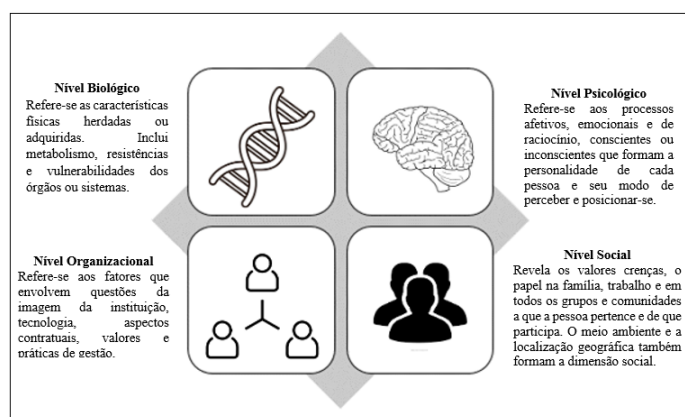 Nível Biológico
Refere-se as características
físicas herdadas ou
adquiridas. Inclui
metabolismo, resistências
e vulnerabilidades dos
órgãos ou sistemas.
Nível Psicológico
Refere-se aos processos
afetivos, emocionais e de
raciocínio, conscientes ou
inconscientes que formam a
personalidade de cada
pessoa e seu modo de
perceber e posicionar-se.
Nível Organizacional
Refere-se aos fatores que
envolvem questões da
imagem da instituição,
tecnologia, aspectos
contratuais, valores e
práticas de gestão.
Nível Social
Revela os valores crenças, o
papel na família, trabalho e em
todos os grupos e comunidades
a que a pessoa pertence e de que
participa. O meio ambiente e a
localização geográfica também
formam a dimensão social.